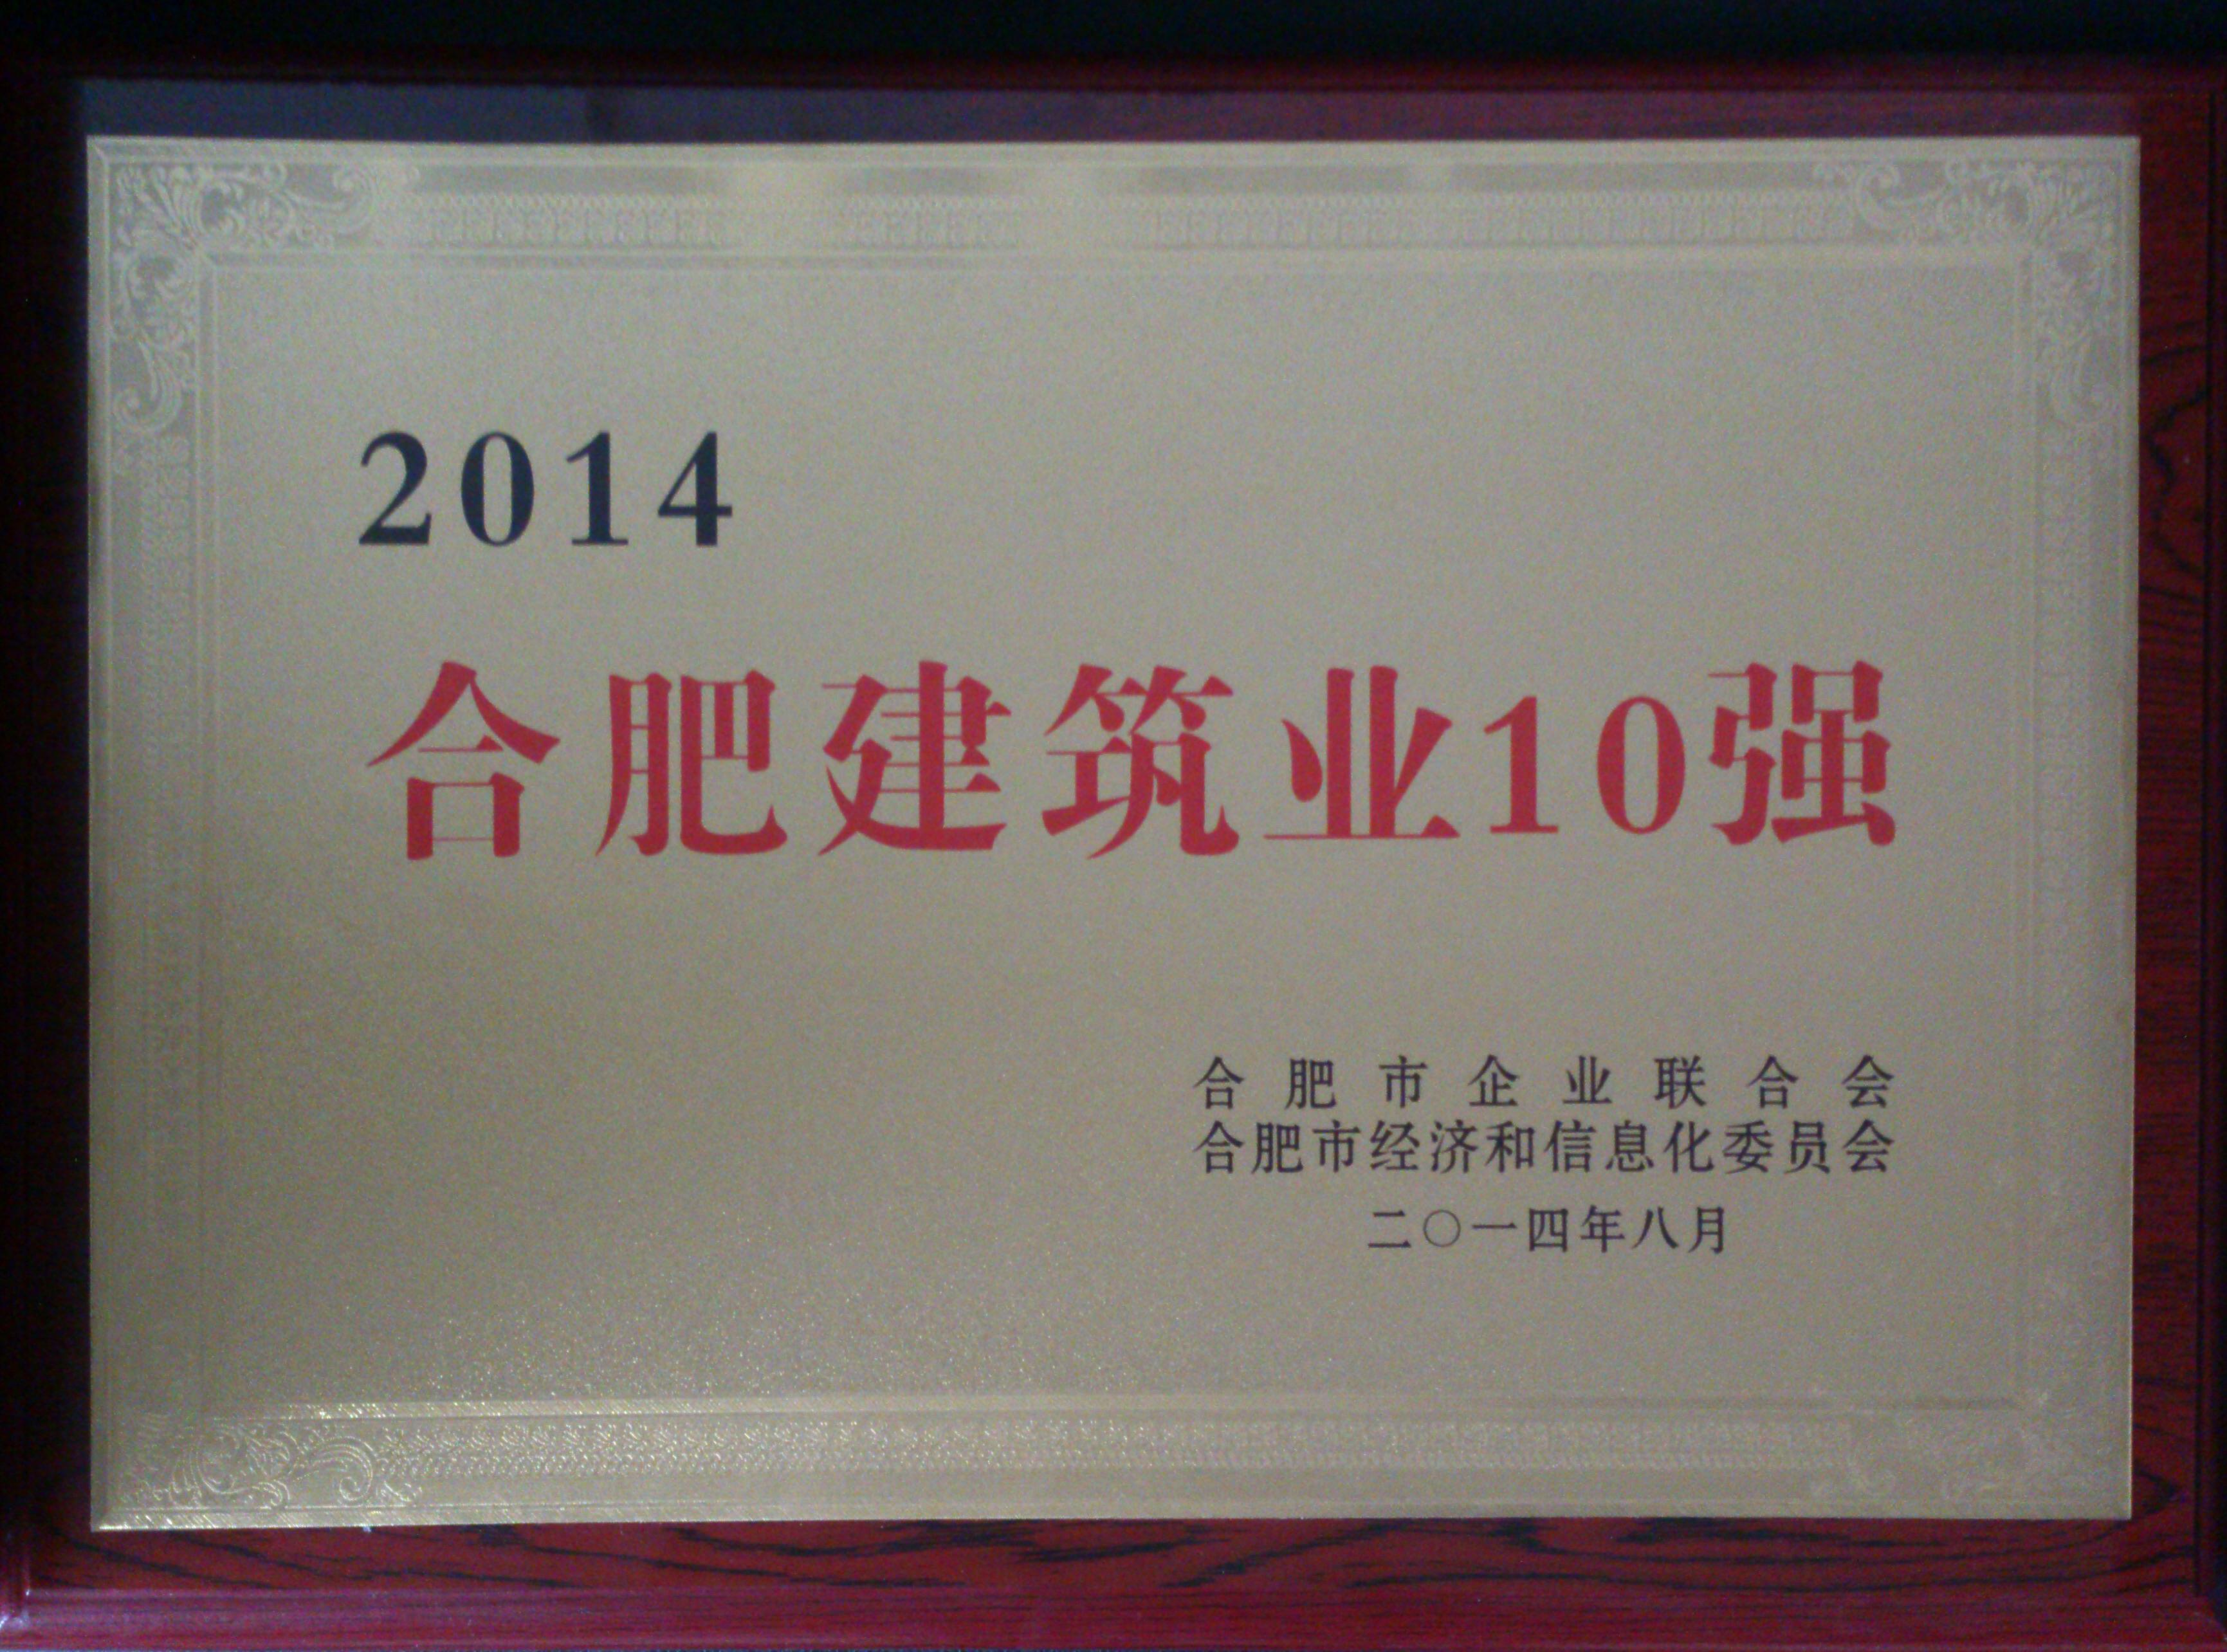 2014
合肥建筑业10强
合肥市企业联合会
合肥市经济和信息化委员会
二〇一四年八月